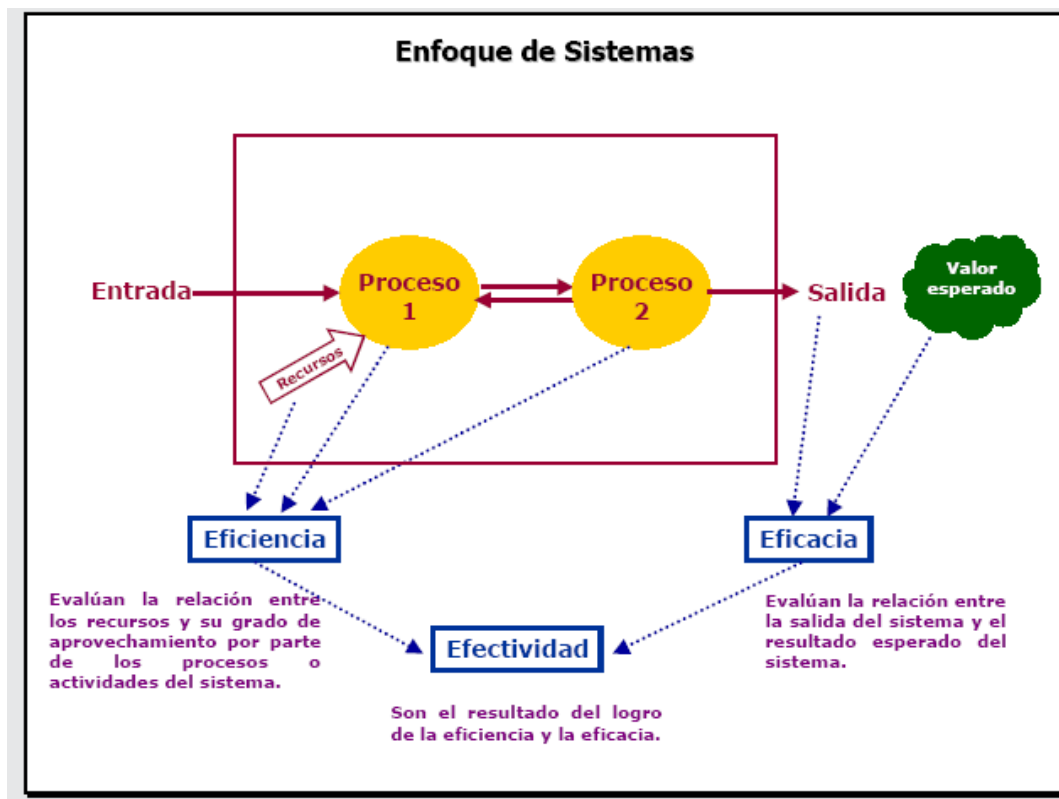 Enfoque de Sistemas
Entrada
Proceso
1
Proceso
2
Salida
Valor
esperado
Recursos
Eficiencia
Eficacia
Evalúan la relación entre
los recursos y su grado de
aprovechamiento por parte
de los procesos o
actividades del sistema.
Evalúan la relación entre
la salida del sistema y el
resultado esperado del
sistema.
Efectividad
Son el resultado del logro
de la eficiencia y la eficacia.